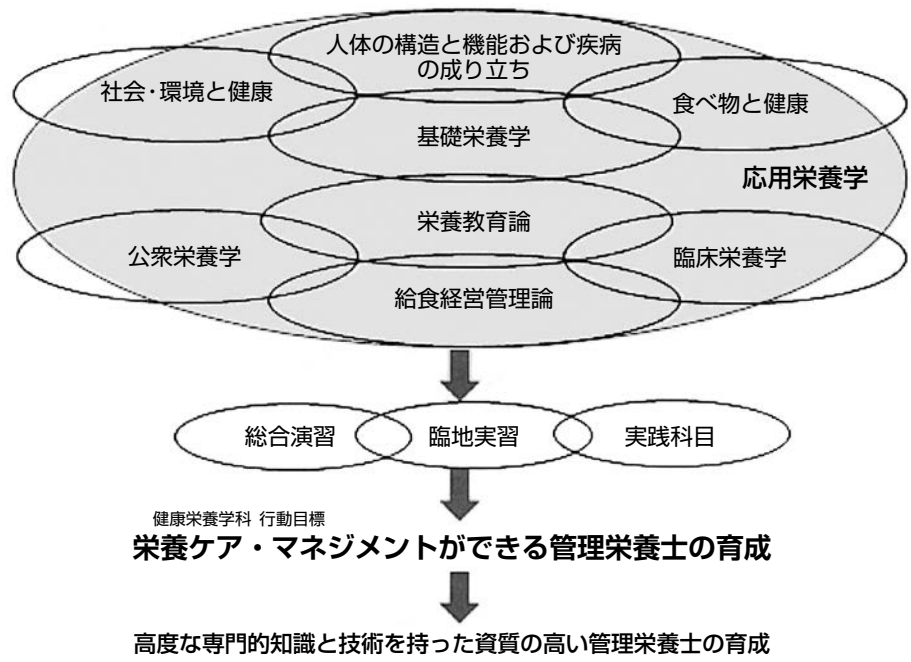 人体の構造と機能および疾病
の成り立ち
社会・環境と健康
食べ物と健康
基礎栄養学
応用栄養学
栄養教育論
公衆栄養学
臨床栄養学
給食経営管理論
総合演習
臨地実習
実践科目
健康栄養学科 行動目標
栄養ケア・マネジメントができる管理栄養士の育成
高度な専門的知識と技術を持った資質の高い管理栄養士の育成